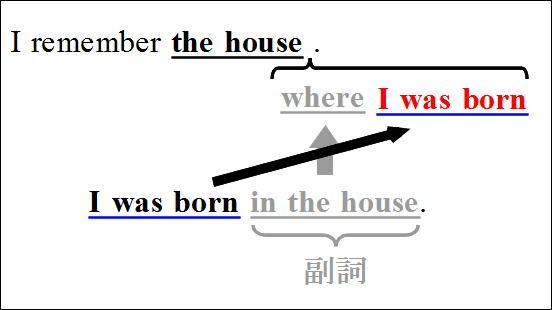 I remember the house .
where I was born
I was born in the house.
副詞